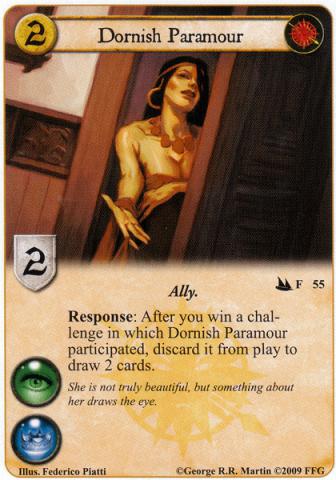 2 Dornish Paramour
2
Ally.
F 55
Response: After you win a chal-
lenge in which Dornish Paramour
participated, discard it from play to
draw 2 cards.
She is not truly beautiful, but something about
her draws the eye.
Illus. Federico Piatti ©George R.R. Martin ©2009 FFG